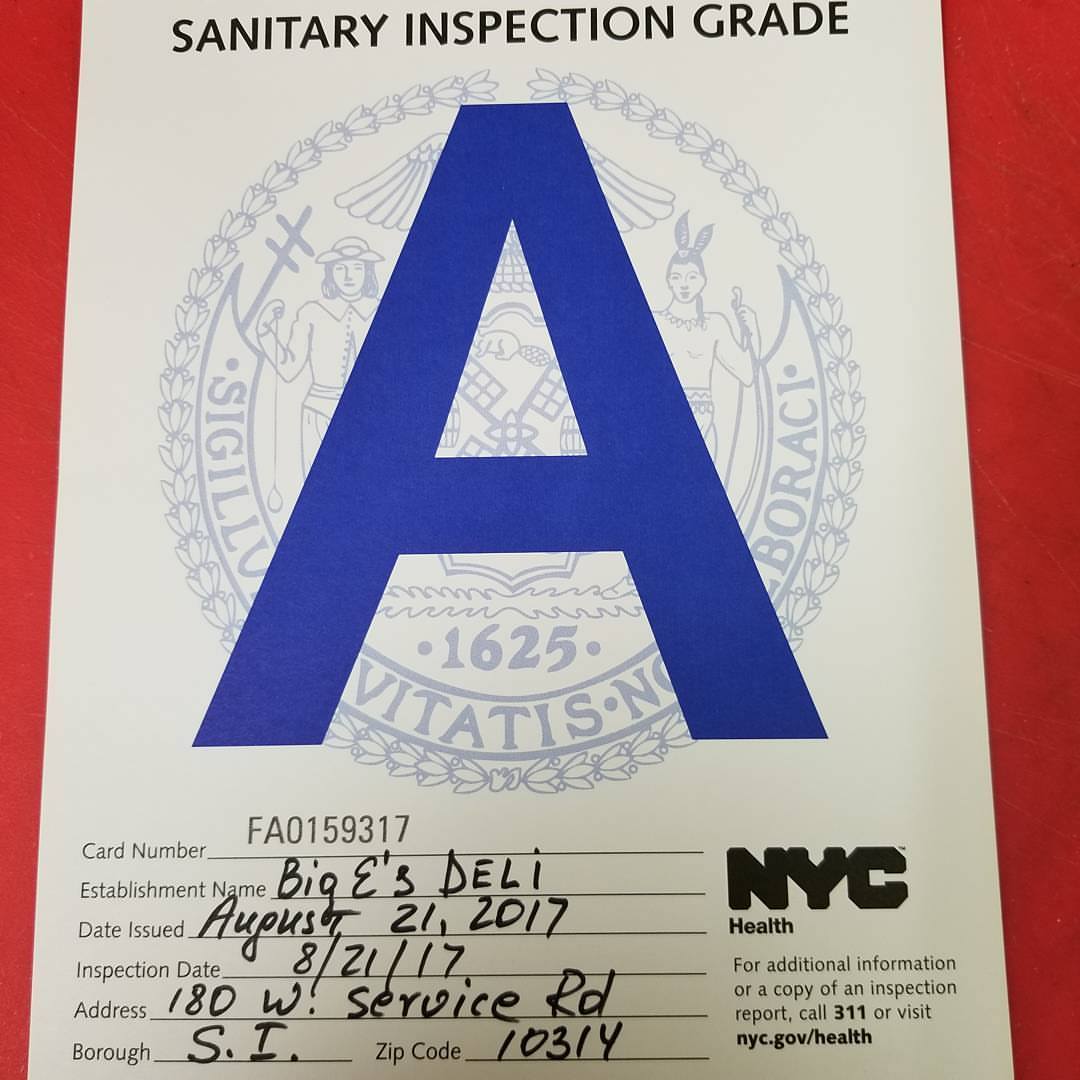 SANITARY INSPECTION GRADE
A
·SIGILLU
BORACI·
·1625·
VITATIS·NO
Card Number FA0159317
Establishment Name Big E's DELi
Date Issued August 21, 2017
Inspection Date 8/21/17
Address 180 W. Service Rd
Borough S.I. Zip Code 10314
NYC™
Health
For additional information
or a copy of an inspection
report, call 311 or visit
nyc.gov/health